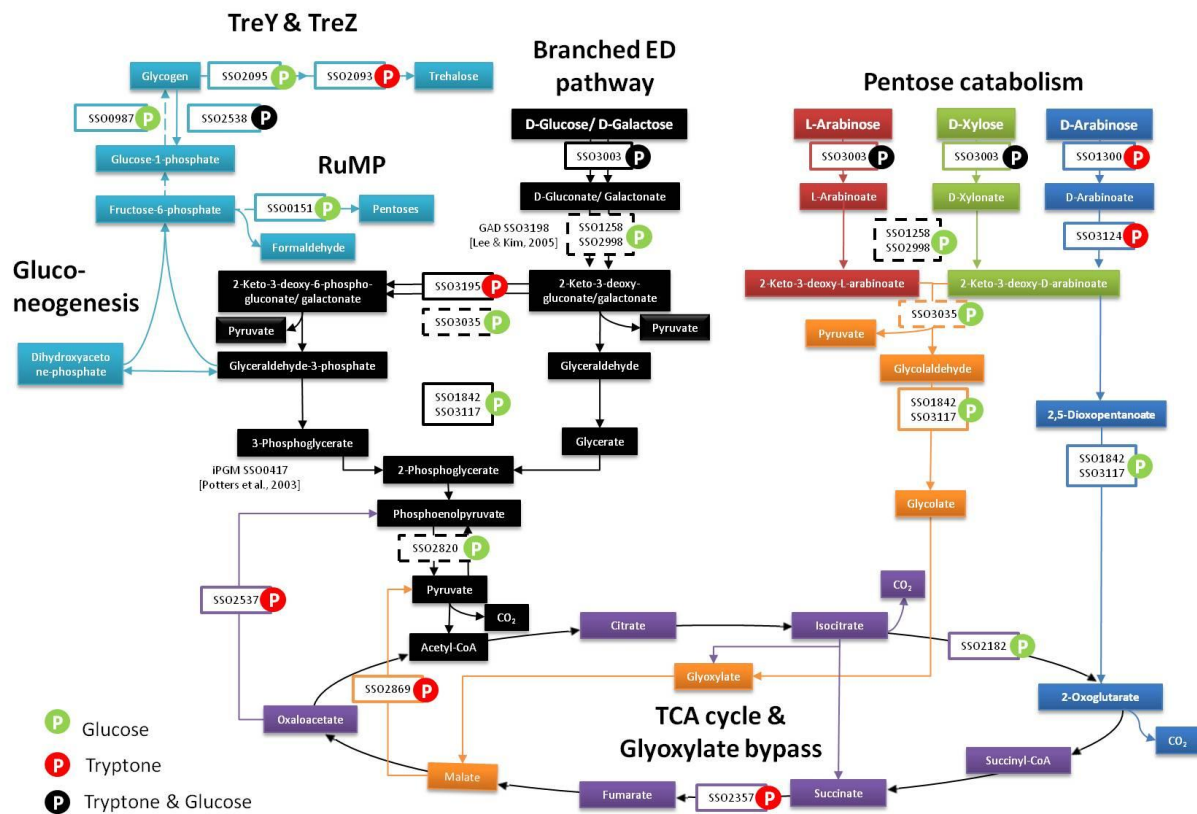 TreY & TreZ
Glycogen
SSO2095
P
SSO2093
P
Trehalose
SSO0987
P
SSO2538
P
Glucose-1-phosphate
RuMP
Fructose-6-phosphate
SSO0151
P
Pentoses
Formaldehyde
Gluco-
neogenesis
Dihydroxyaceto
ne-phosphate
Branched ED
pathway
D-Glucose/ D-Galactose
SSO3003
P
D-Gluconate/ Galactonate
GAD SSO3198
[Lee & Kim, 2005]
SSO1258
SSO2998
P
2-Keto-3-deoxy-6-phospho-
gluconate/ galactonate
SSO3195
P
2-Keto-3-deoxy-
gluconate/galactonate
SSO3035
P
Pyruvate
Pyruvate
Glyceraldehyde-3-phosphate
Glyceraldehyde
SSO1842
SSO3117
P
3-Phosphoglycerate
Glycerate
iPGM SSO0417
[Potters et al., 2003]
2-Phosphoglycerate
Phosphoenolpyruvate
SSO2820
P
Pyruvate
CO₂
Acetyl-CoA
Pentose catabolism
L-Arabinose
D-Xylose
D-Arabinose
SSO3003
P
SSO3003
P
SSO1300
P
L-Arabinoate
D-Xylonate
D-Arabinoate
SSO1258
SSO2998
P
SSO3124
P
2-Keto-3-deoxy-L-arabinoate
2-Keto-3-deoxy-D-arabinoate
SSO3035
P
Pyruvate
Glycolaldehyde
SSO1842
SSO3117
P
2,5-Dioxopentanoate
SSO1842
SSO3117
P
Glycolate
SSO2537
P
CO₂
Citrate
Isocitrate
SSO2182
P
SSO2869
P
Glyoxylate
2-Oxoglutarate
Oxaloacetate
TCA cycle &
Glyoxylate bypass
CO₂
Succinyl-CoA
Malate
Fumarate
SSO2357
P
Succinate
P Glucose
P Tryptone
P Tryptone & Glucose